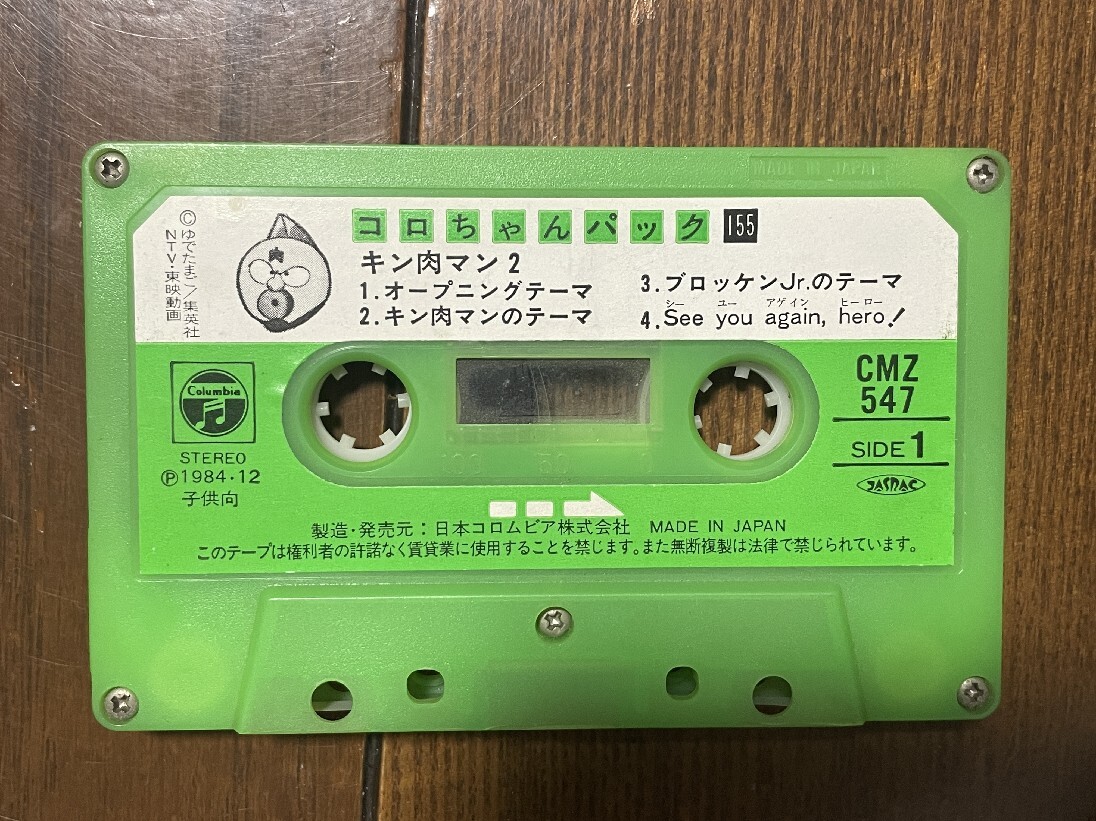 MADE JAPAN
コロちゃんパック 155
©ゆでたまご/集英社
NTV・東映動画
肉
キン肉マン2
1.オープニングテーマ
2.キン肉マンのテーマ
3.ブロッケンJr.のテーマ
シー ユー アゲイン ヒーロー
4.See you again, hero!
Columbia
STEREO
Ⓟ1984・12
子供向
CMZ
547
SIDE 1
JASRAC
製造・発売元：日本コロムビア株式会社 MADE IN JAPAN
このテープは権利者の許諾なく賃貸業に使用することを禁じます。また無断複製は法律で禁じられています。